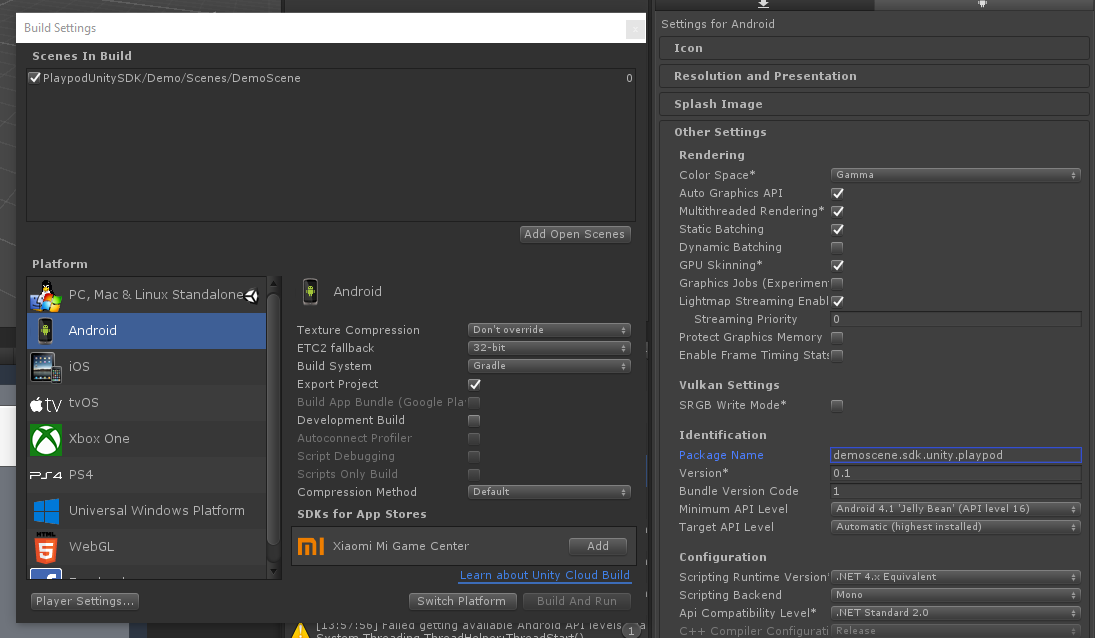 Build Settings
Scenes In Build
PlaypodUnitySDK/Demo/Scenes/DemoScene 0
Add Open Scenes
Platform
PC, Mac & Linux Standalone
Android
iOS
tvOS
Xbox One
PS4
Universal Windows Platform
HTML
5
WebGL
Player Settings...
Android
Texture Compression Don't override
ETC2 fallback 32-bit
Build System Gradle
Export Project
Build App Bundle (Google Pla
Development Build
Autoconnect Profiler
Script Debugging
Scripts Only Build
Compression Method Default
SDKs for App Stores
Xiaomi Mi Game Center Add
Learn about Unity Cloud Build
Switch Platform Build And Run
[13:57:56] Failed getting available Android API levels
System.Threading.ThreadHelper:ThreadStart()
1
Settings for Android
Icon
Resolution and Presentation
Splash Image
Other Settings
Rendering
Color Space* Gamma
Auto Graphics API
Multithreaded Rendering*
Static Batching
Dynamic Batching
GPU Skinning*
Graphics Jobs (Experimen
Lightmap Streaming Enabl
Streaming Priority 0
Protect Graphics Memory
Enable Frame Timing Stats
Vulkan Settings
SRGB Write Mode*
Identification
Package Name demoscene.sdk.unity.playpod
Version* 0.1
Bundle Version Code 1
Minimum API Level Android 4.1 'Jelly Bean' (API level 16)
Target API Level Automatic (highest installed)
Configuration
Scripting Runtime Version* .NET 4.x Equivalent
Scripting Backend Mono
Api Compatibility Level* .NET Standard 2.0
C++ Compiler Configurati Release